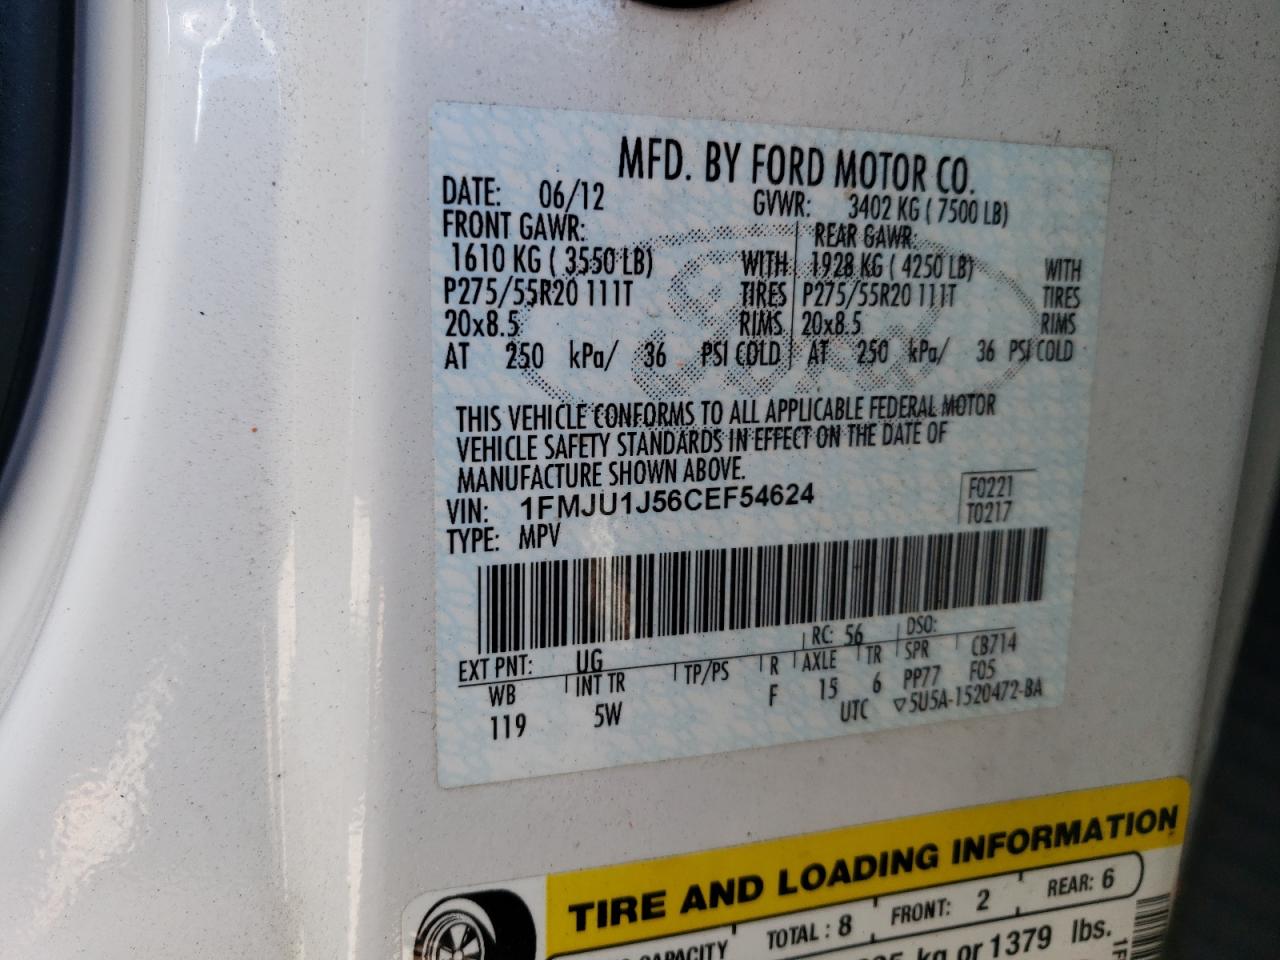 MFD. BY FORD MOTOR CO.
DATE: 06/12 GVWR: 3402 KG ( 7500 LB)
FRONT GAWR: REAR GAWR:
1610 KG ( 3550 LB) WITH 1928 KG ( 4250 LB) WITH
P275/55R20 111T TIRES P275/55R20 111T TIRES
20x8.5 RIMS 20x8.5 RIMS
AT 250 kPa/ 36 PSI COLD AT 250 kPa/ 36 PSI COLD
THIS VEHICLE CONFORMS TO ALL APPLICABLE FEDERAL MOTOR
VEHICLE SAFETY STANDARDS IN EFFECT ON THE DATE OF
MANUFACTURE SHOWN ABOVE.
VIN: 1FMJU1J56CEF54624 F0221
TYPE: MPV T0217
EXT PNT: UG RC: 56 DSO:
WB INT TR TP/PS R AXLE TR SPR CB714
119 5W F 15 6 PP77 F05
UTC ▽5U5A-1520472-BA
TIRE AND LOADING INFORMATION
CAPACITY TOTAL : 8 FRONT: 2 REAR: 6
kg or 1379 lbs.